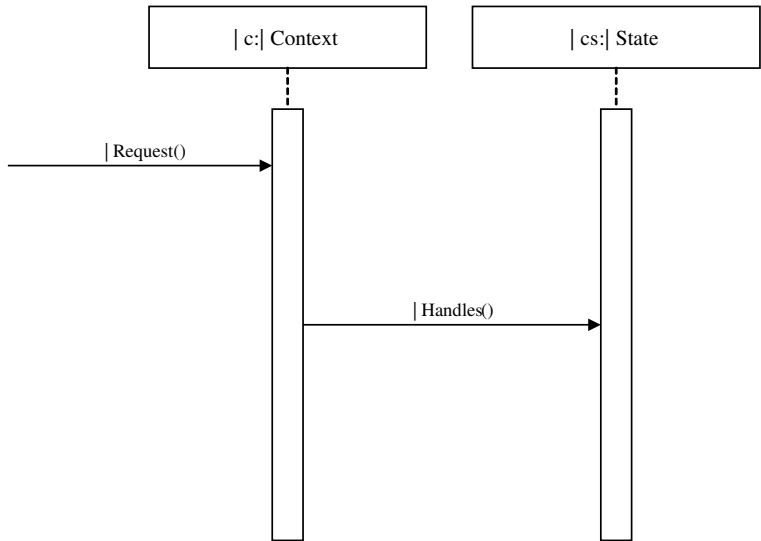 | c:| Context
| cs:| State
| Request()
| Handles()